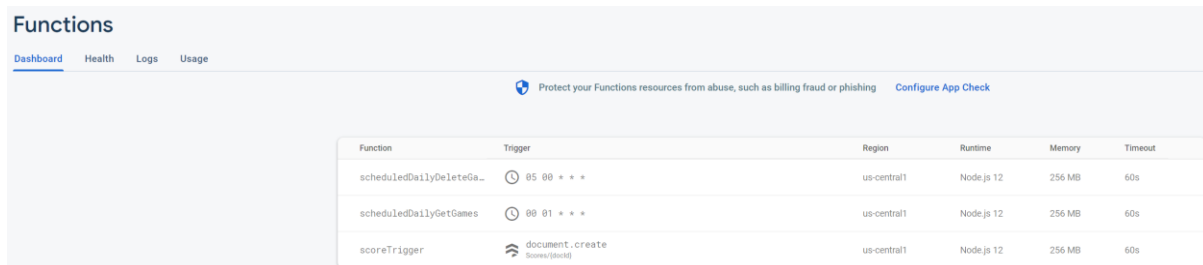 Functions
Dashboard Health Logs Usage
Protect your Functions resources from abuse, such as billing fraud or phishing Configure App Check
Function Trigger Region Runtime Memory Timeout
scheduledDailyDeleteGa… 05 00 * * * us-central1 Node.js 12 256 MB 60s
scheduledDailyGetGames 00 01 * * * us-central1 Node.js 12 256 MB 60s
scoreTrigger document.create us-central1 Node.js 12 256 MB 60s
Scores/{docId}